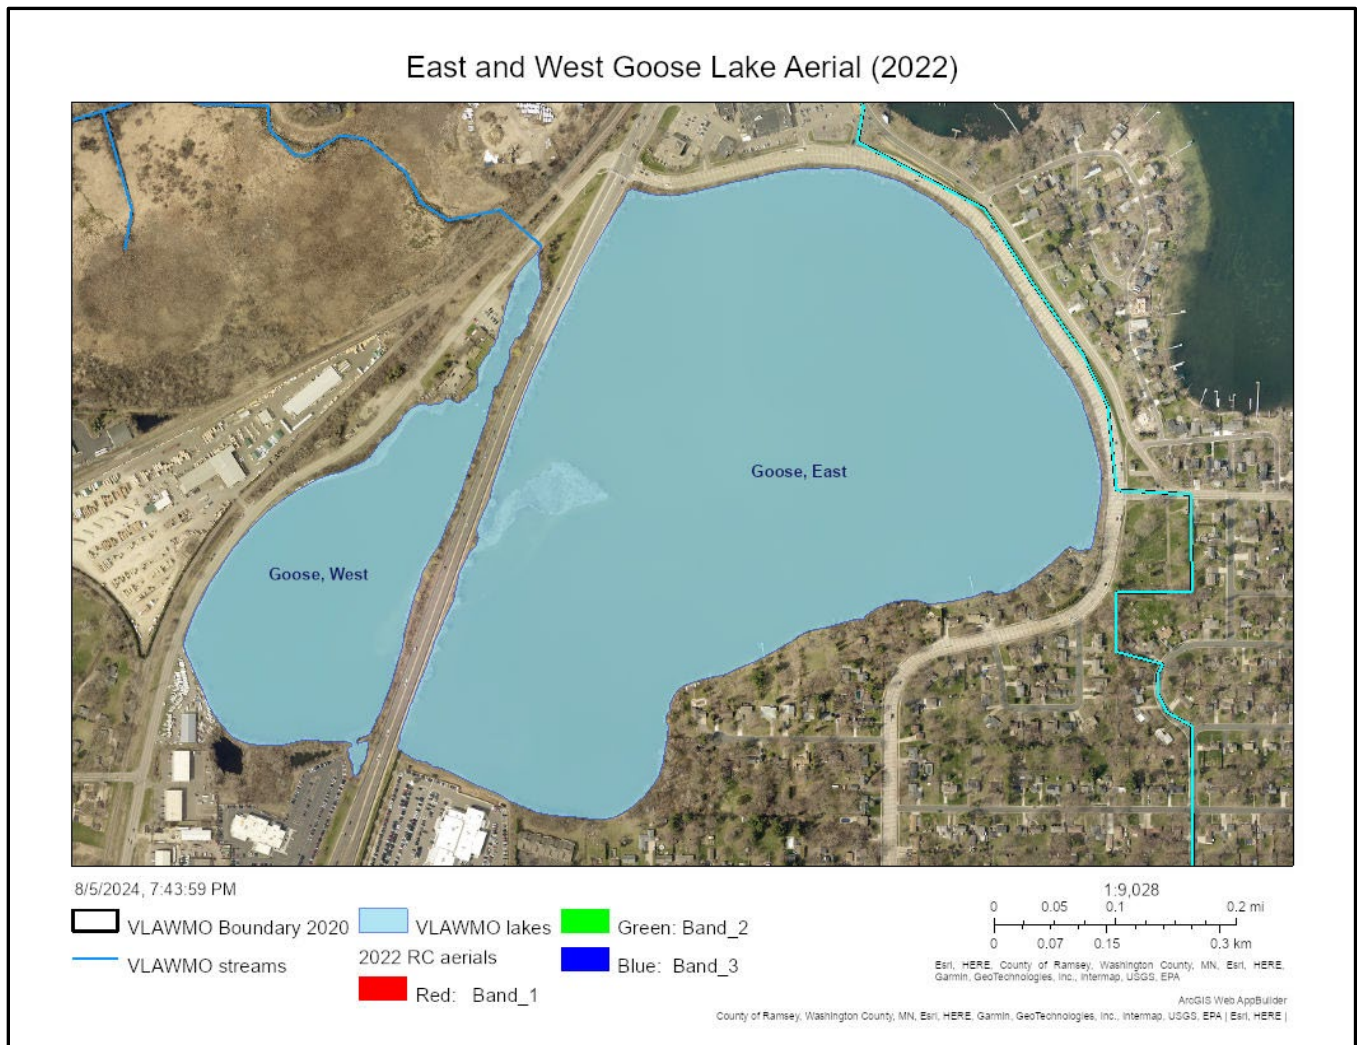 East and West Goose Lake Aerial (2022)
Goose, East
Goose, West
8/5/2024, 7:43:59 PM
VLAWMO Boundary 2020
VLAWMO streams
VLAWMO lakes
2022 RC aerials
Red: Band_1
Green: Band_2
Blue: Band_3
1:9,028
0 0.05 0.1 0.2 mi
0 0.07 0.15 0.3 km
Esri, HERE, County of Ramsey, Washington County, MN, Esri, HERE,
Garmin, GeoTechnologies, Inc., Intermap, USGS, EPA
ArcGIS Web AppBuilder
County of Ramsey, Washington County, MN, Esri, HERE, Garmin, GeoTechnologies, Inc., Intermap, USGS, EPA | Esri, HERE |